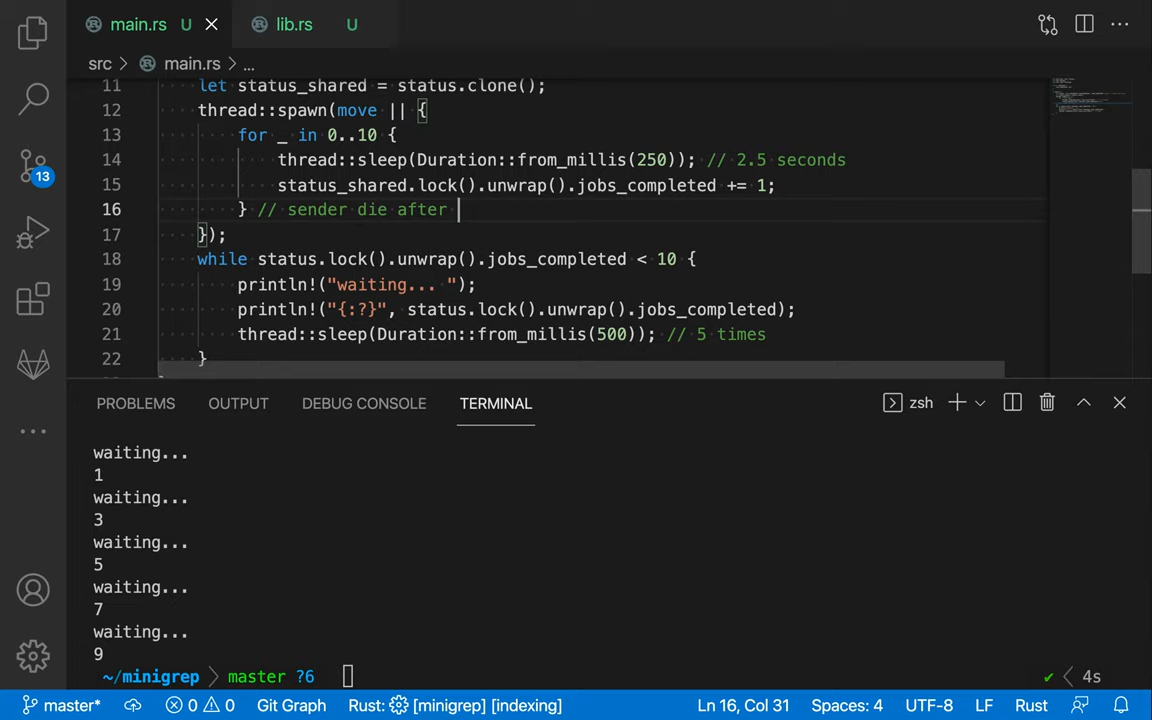 main.rs U lib.rs U
src > main.rs > ...
11 let status_shared = status.clone();
12 thread::spawn(move || {
13 for _ in 0..10 {
14 thread::sleep(Duration::from_millis(250)); // 2.5 seconds
15 status_shared.lock().unwrap().jobs_completed += 1;
16 } // sender die after
17 });
18 while status.lock().unwrap().jobs_completed < 10 {
19 println!("waiting... ");
20 println!("{:?}", status.lock().unwrap().jobs_completed);
21 thread::sleep(Duration::from_millis(500)); // 5 times
22 }
13
PROBLEMS OUTPUT DEBUG CONSOLE TERMINAL zsh
waiting...
1
waiting...
3
waiting...
5
waiting...
7
waiting...
9
~/minigrep master ?6 ✔ 4s
master* 0 0 Git Graph Rust: [minigrep] [indexing] Ln 16, Col 31 Spaces: 4 UTF-8 LF Rust